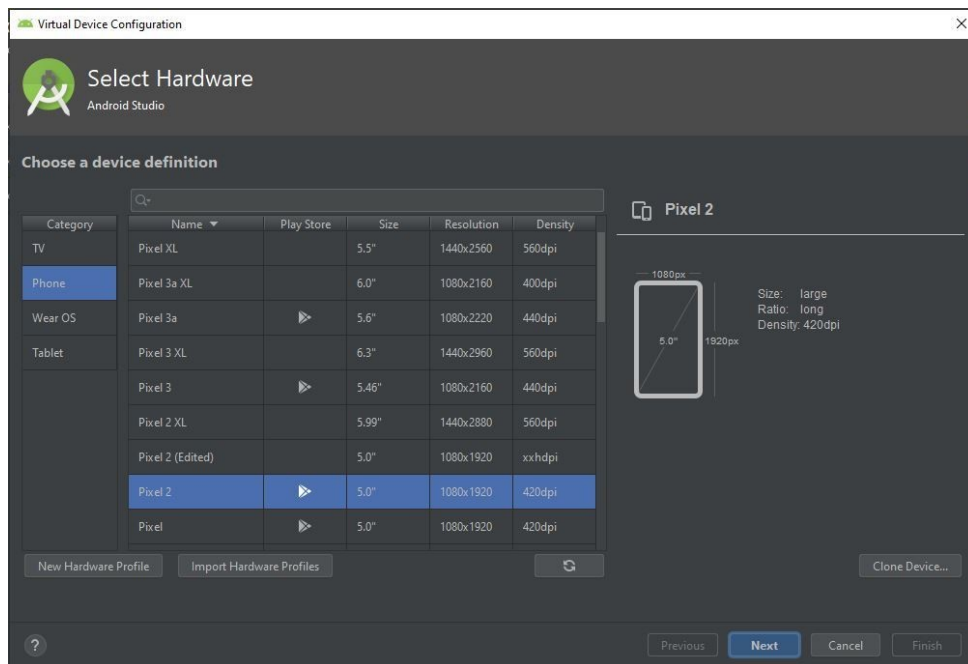 Virtual Device Configuration
Select Hardware
Android Studio
Choose a device definition
Category
TV
Phone
Wear OS
Tablet
Name Play Store Size Resolution Density
Pixel XL 5.5" 1440x2560 560dpi
Pixel 3a XL 6.0" 1080x2160 400dpi
Pixel 3a 5.6" 1080x2220 440dpi
Pixel 3 XL 6.3" 1440x2960 560dpi
Pixel 3 5.46" 1080x2160 440dpi
Pixel 2 XL 5.99" 1440x2880 560dpi
Pixel 2 (Edited) 5.0" 1080x1920 xxhdpi
Pixel 2 5.0" 1080x1920 420dpi
Pixel 5.0" 1080x1920 420dpi
New Hardware Profile Import Hardware Profiles
Pixel 2
1080px
5.0"
1920px
Size: large
Ratio: long
Density: 420dpi
Clone Device...
?
Previous Next Cancel Finish